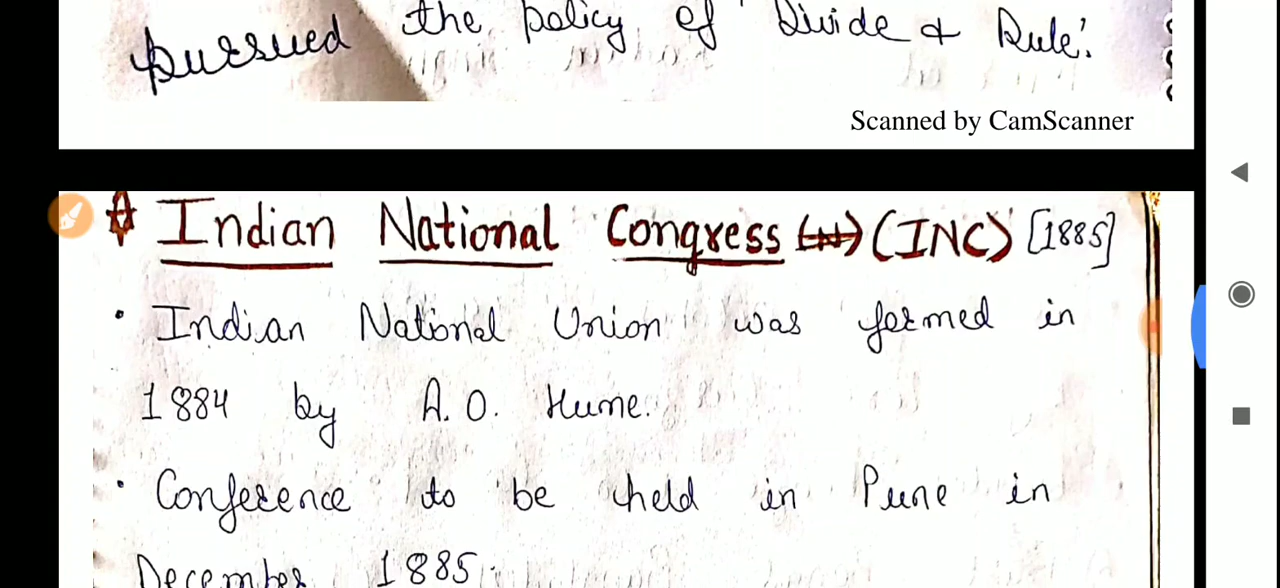 pursued the policy of 'Divide & Rule'.
Scanned by CamScanner
Indian National Congress (IN) (INC) [1885]
• Indian National Union was formed in
1884 by A.O. Hume.
• Conference to be held in Pune in
December 1885.